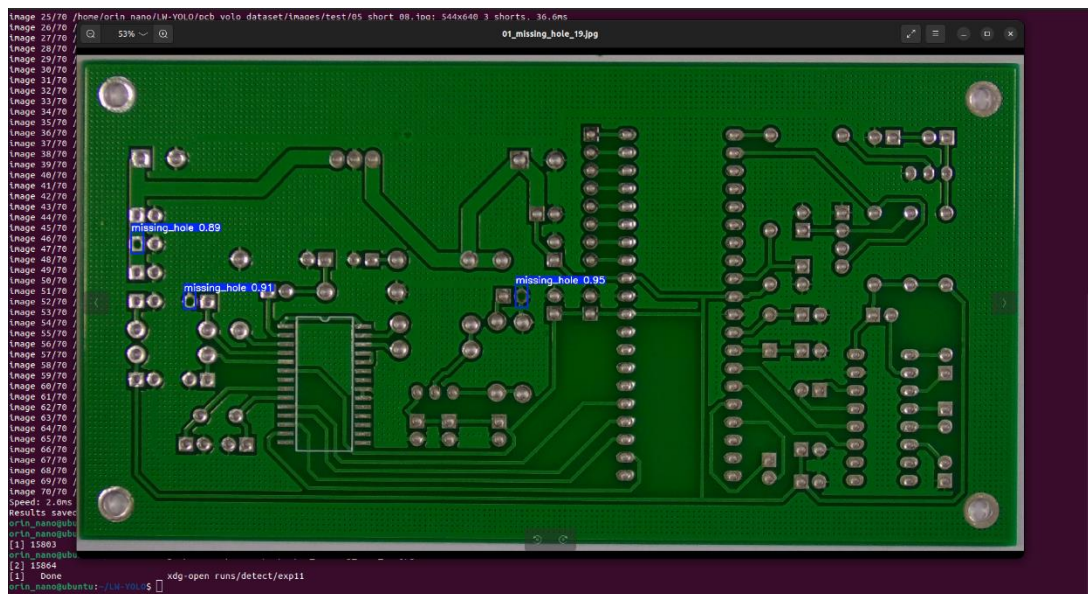 image 25/70 /home/orin_nano/LW-YOLO/pcb_yolo_dataset/images/test/05_short_08.jpg: 544x640 3 shorts, 36.6ms
image 26/70 /
image 27/70 /
image 28/70 /
image 29/70 /
image 30/70 /
image 31/70 /
image 32/70 /
image 33/70 /
image 34/70 /
image 35/70 /
image 36/70 /
image 37/70 /
image 38/70 /
image 39/70 /
image 40/70 /
image 41/70 /
image 42/70 /
image 43/70 /
image 44/70 /
image 45/70 /
image 46/70 /
image 47/70 /
image 48/70 /
image 49/70 /
image 50/70 /
image 51/70 /
image 52/70 /
image 53/70 /
image 54/70 /
image 55/70 /
image 56/70 /
image 57/70 /
image 58/70 /
image 59/70 /
image 60/70 /
image 61/70 /
image 62/70 /
image 63/70 /
image 64/70 /
image 65/70 /
image 66/70 /
image 67/70 /
image 68/70 /
image 69/70 /
image 70/70 /
Speed: 2.0ms
Results saved
orin_nano@ubu
orin_nano@ubu
[1] 15803
orin_nano@ubu
[2] 15864
[1] Done xdg-open runs/detect/exp11
orin_nano@ubuntu:~/LW-YOLO$
53%
01_missing_hole_19.jpg
missing_hole 0.89
missing_hole 0.91
missing_hole 0.95